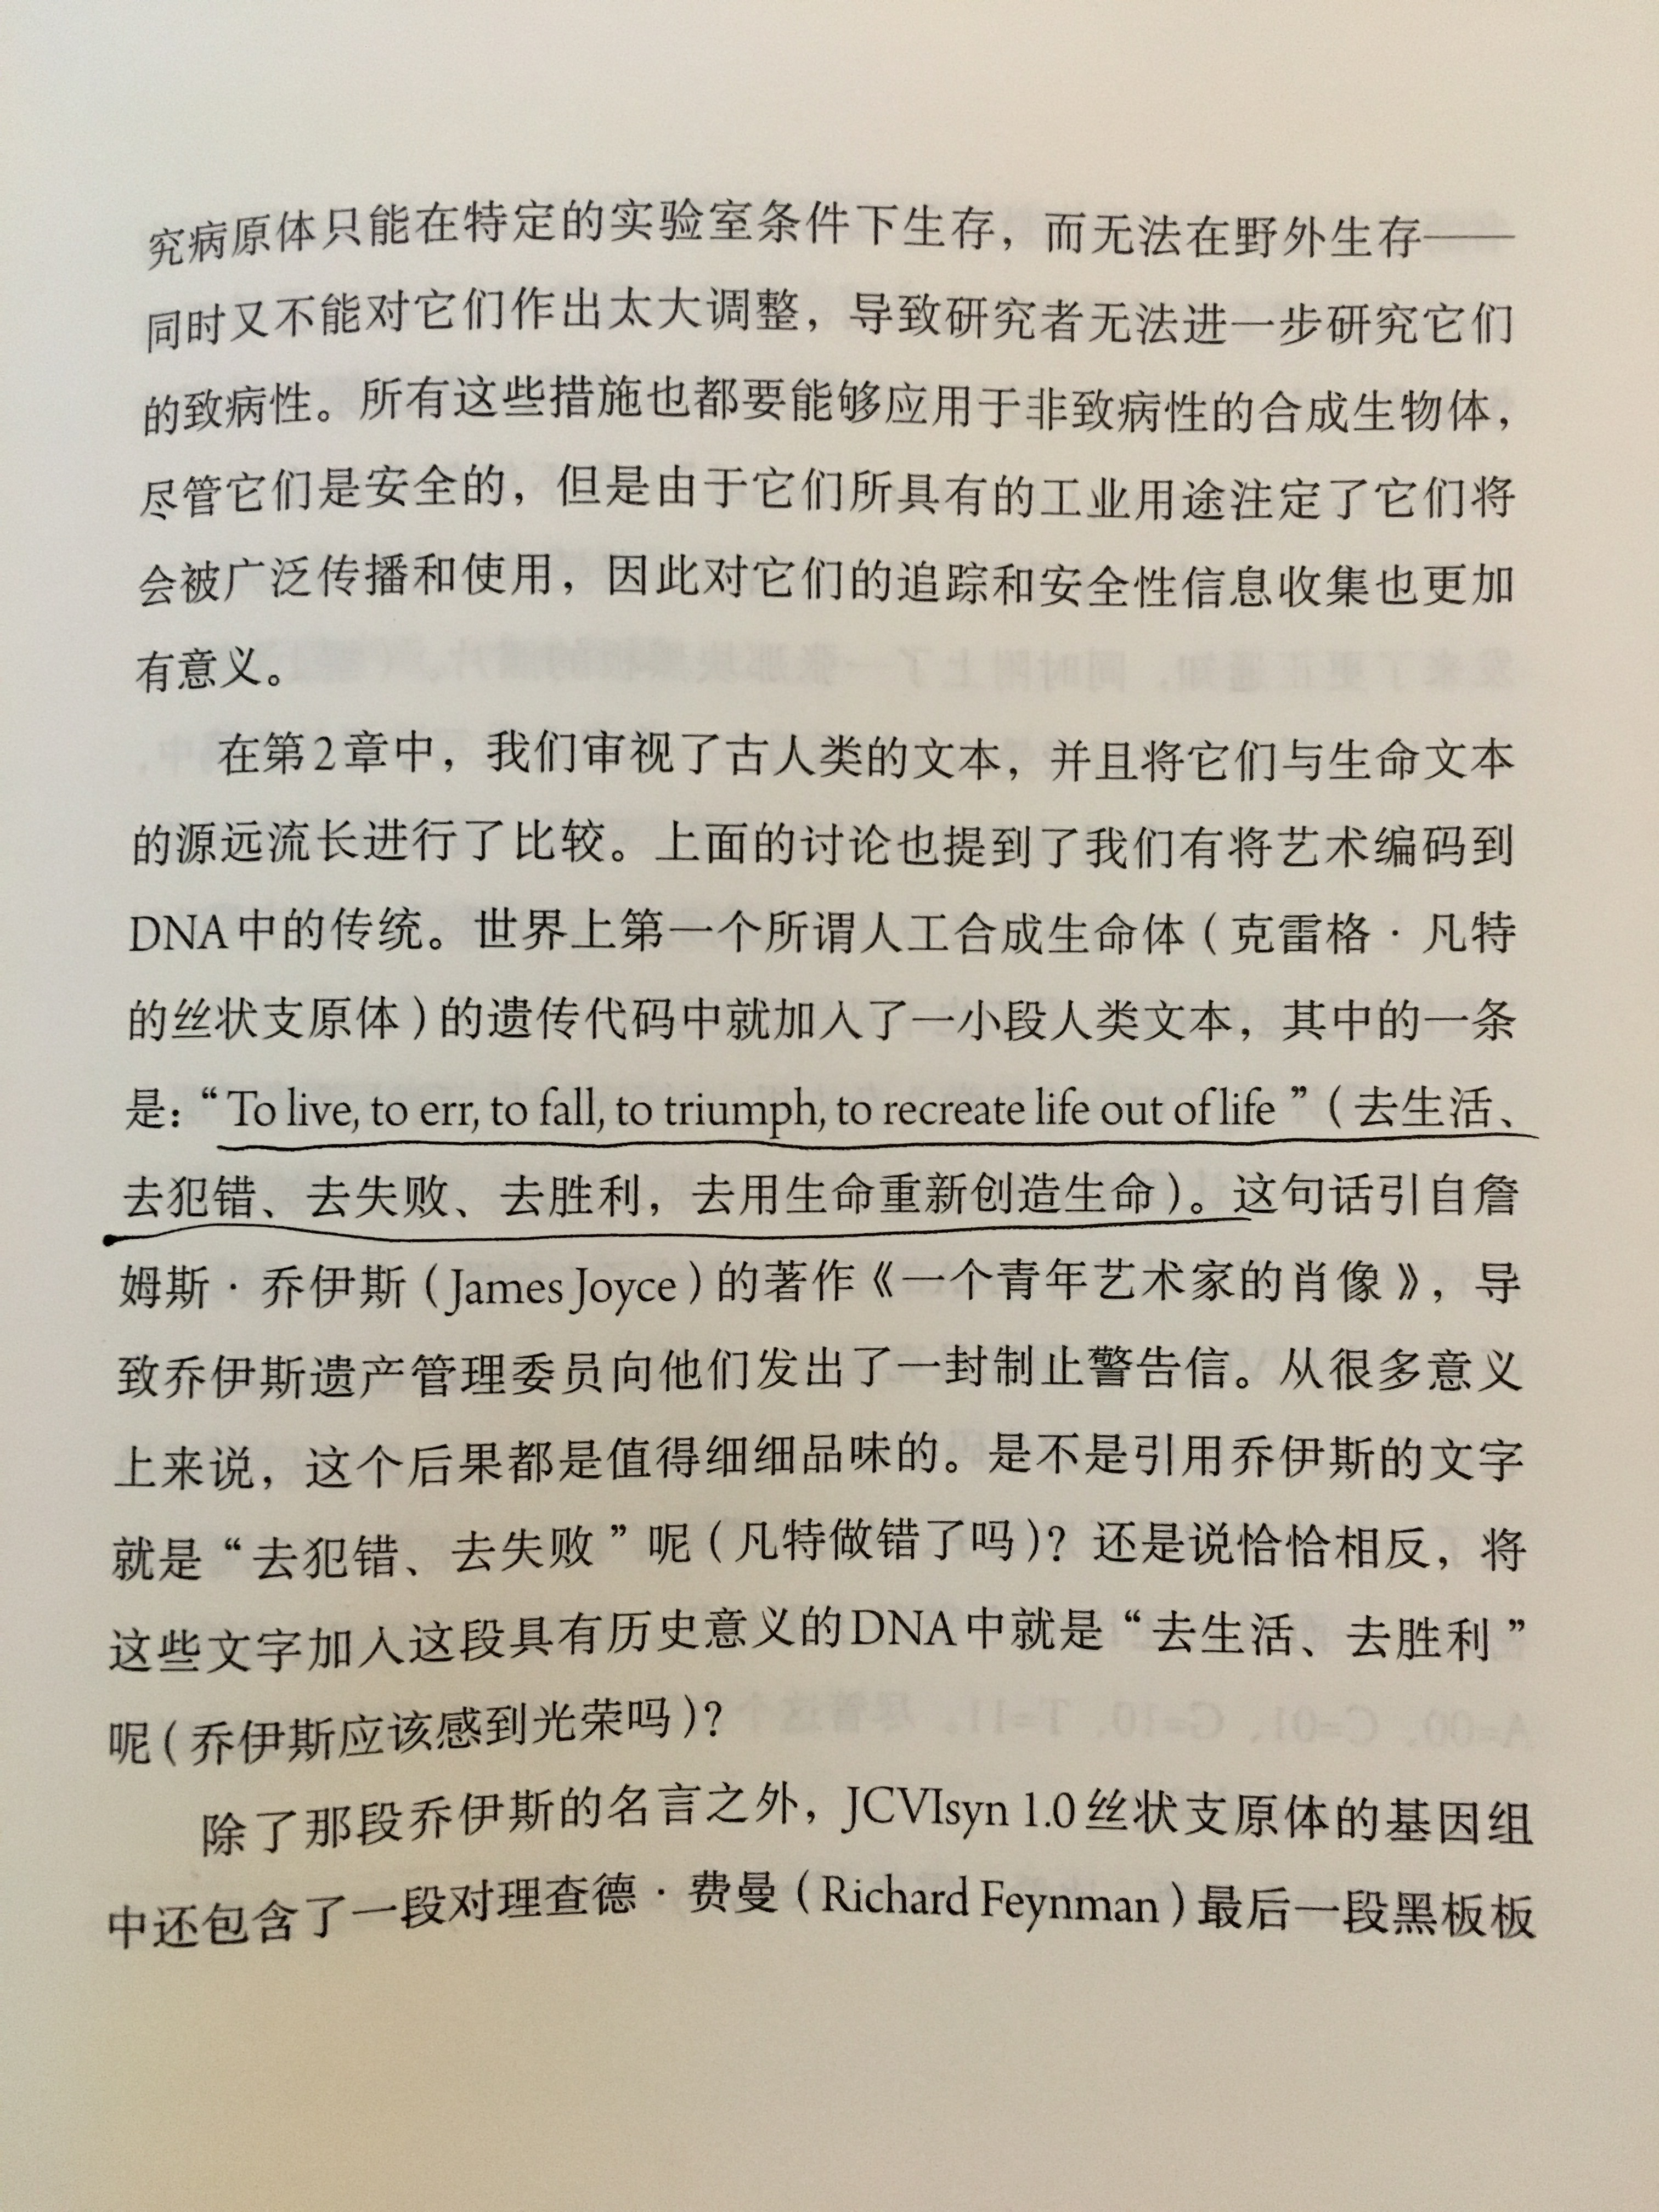 究病原体只能在特定的实验室条件下生存，而无法在野外生存——
同时又不能对它们作出太大调整，导致研究者无法进一步研究它们
的致病性。所有这些措施也都要能够应用于非致病性的合成生物体，
尽管它们是安全的，但是由于它们所具有的工业用途注定了它们将
会被广泛传播和使用，因此对它们的追踪和安全性信息收集也更加
有意义。
在第2章中，我们审视了古人类的文本，并且将它们与生命文本
的源远流长进行了比较。上面的讨论也提到了我们有将艺术编码到
DNA中的传统。世界上第一个所谓人工合成生命体（克雷格·凡特
的丝状支原体）的遗传代码中就加入了一小段人类文本，其中的一条
是：“To live, to err, to fall, to triumph, to recreate life out of life”（去生活、
去犯错、去失败、去胜利，去用生命重新创造生命）。这句话引自詹
姆斯·乔伊斯（James Joyce）的著作《一个青年艺术家的肖像》，导
致乔伊斯遗产管理委员向他们发出了一封制止警告信。从很多意义
上来说，这个后果都是值得细细品味的。是不是引用乔伊斯的文字
就是“去犯错、去失败”呢（凡特做错了吗）？还是说恰恰相反，将
这些文字加入这段具有历史意义的DNA中就是“去生活、去胜利”
呢（乔伊斯应该感到光荣吗）？
除了那段乔伊斯的名言之外，JCVIsyn 1.0丝状支原体的基因组
中还包含了一段对理查德·费曼（Richard Feynman）最后一段黑板板